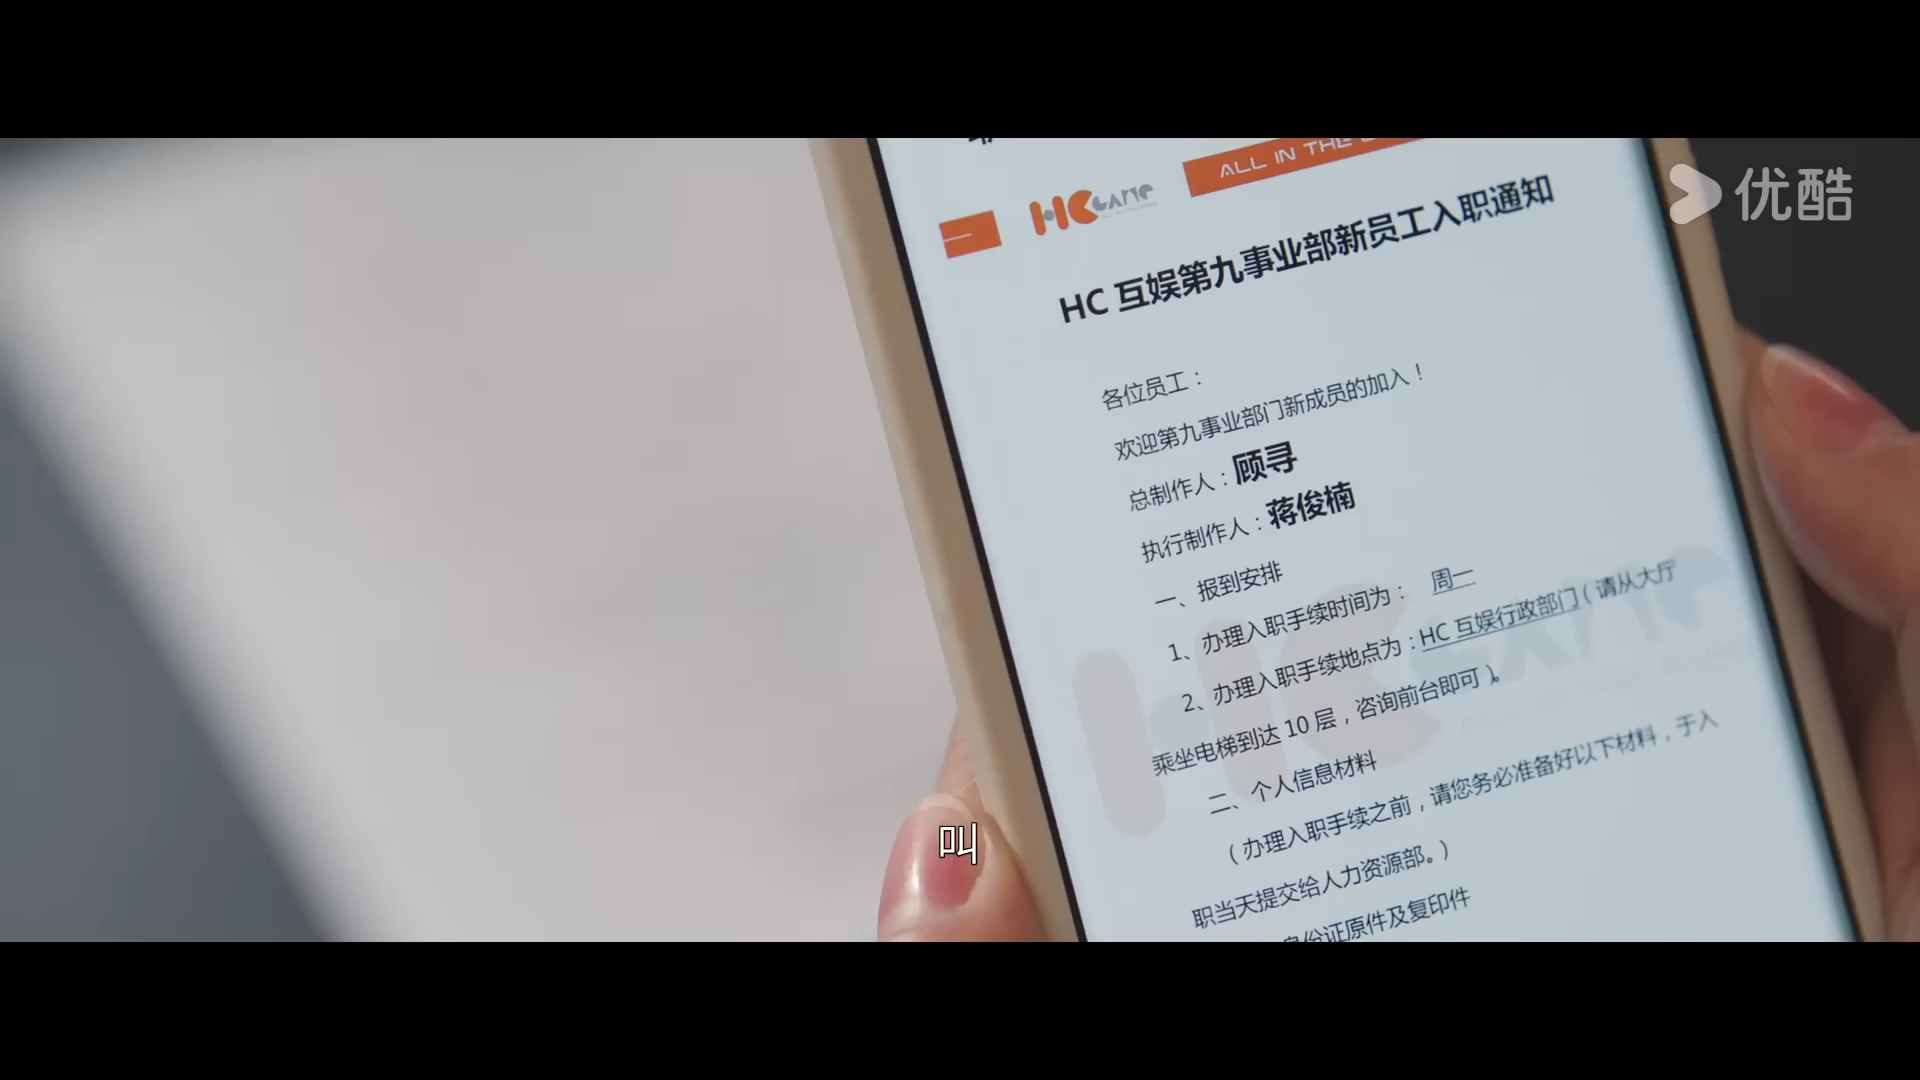 ALL IN THE
HC GAME
优酷
HC 互娱第九事业部新员工入职通知
各位员工：
欢迎第九事业部门新成员的加入！
总制作人：顾寻
执行制作人：蒋俊楠
一、报到安排
1、办理入职手续时间为： 周一
2、办理入职手续地点为：HC 互娱行政部门（请从大厅
乘坐电梯到达 10 层，咨询前台即可）。
二、个人信息材料
（办理入职手续之前，请您务必准备好以下材料，于入
职当天提交给人力资源部。）
身份证原件及复印件
叫